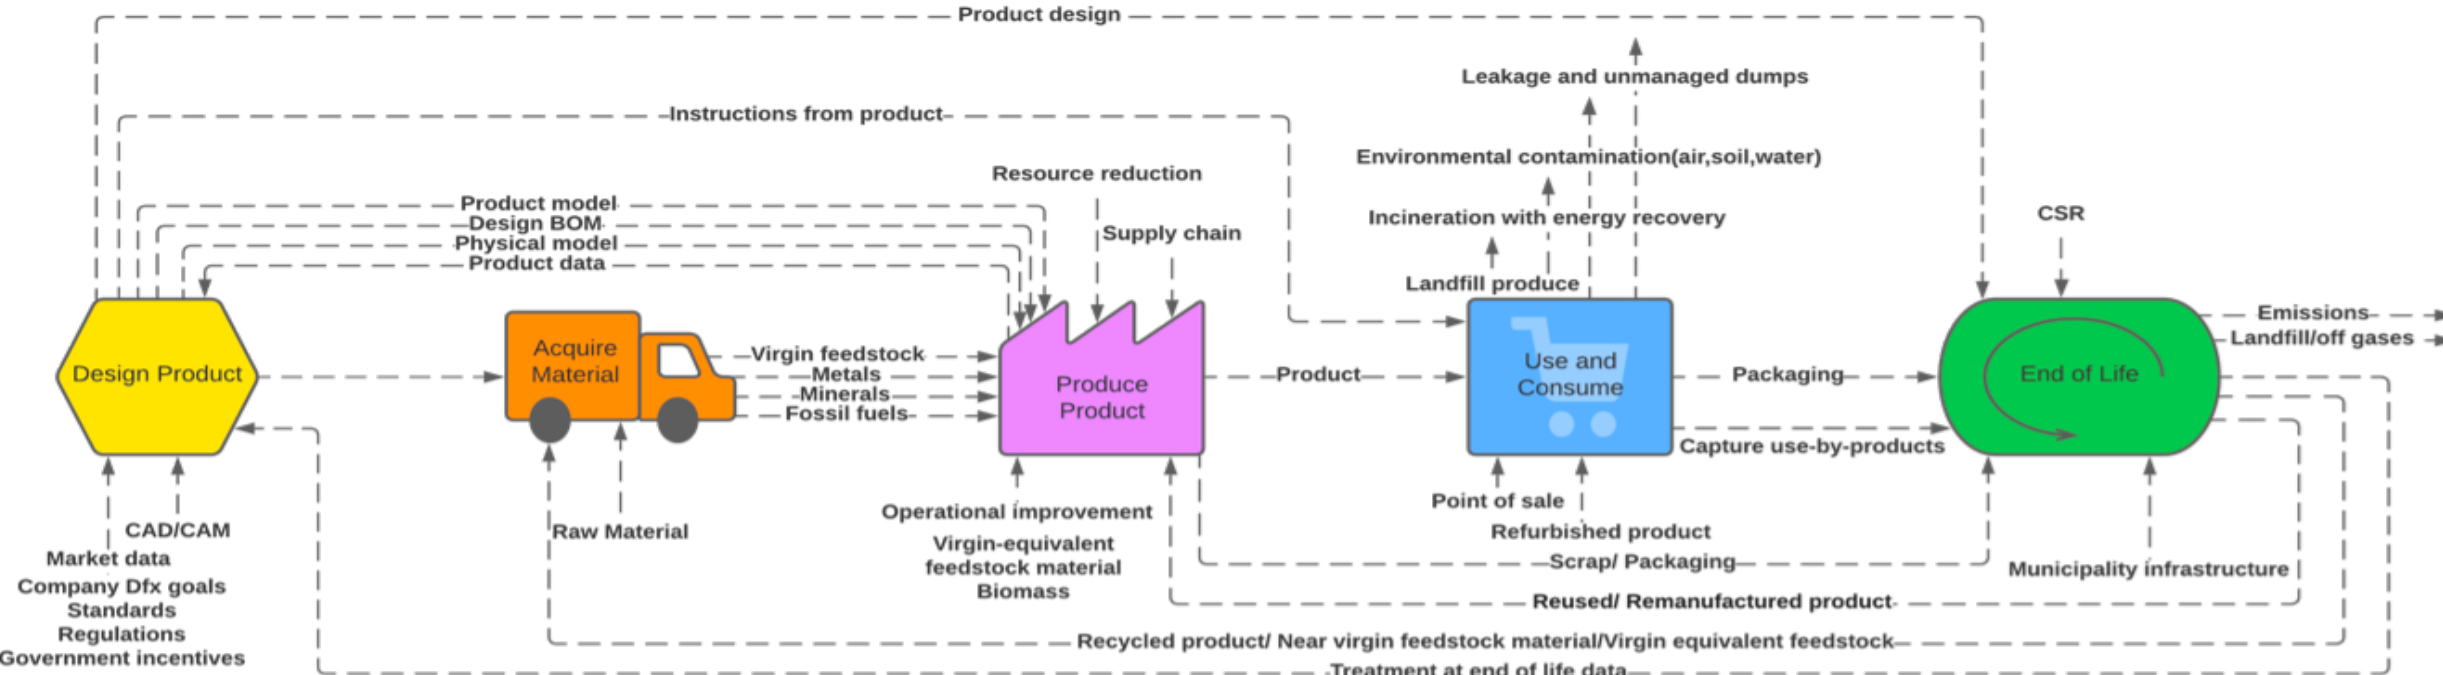 Product design
Leakage and unmanaged dumps
Instructions from product
Environmental contamination(air,soil,water)
Resource reduction
Product model
Design BOM
Physical model
Product data
Supply chain
Incineration with energy recovery
CSR
Landfill produce
Emissions
Landfill/off gases
Design Product
Acquire
Material
Virgin feedstock
Metals
Minerals
Fossil fuels
Produce
Product
Product
Use and
Consume
Packaging
Capture use-by-products
End of Life
CAD/CAM
Market data
Company Dfx goals
Standards
Regulations
Government incentives
Raw Material
Operational improvement
Virgin-equivalent
feedstock material
Biomass
Point of sale
Refurbished product
Scrap/ Packaging
Municipality infrastructure
Reused/ Remanufactured product
Recycled product/ Near virgin feedstock material/Virgin equivalent feedstock
Treatment at end of life data